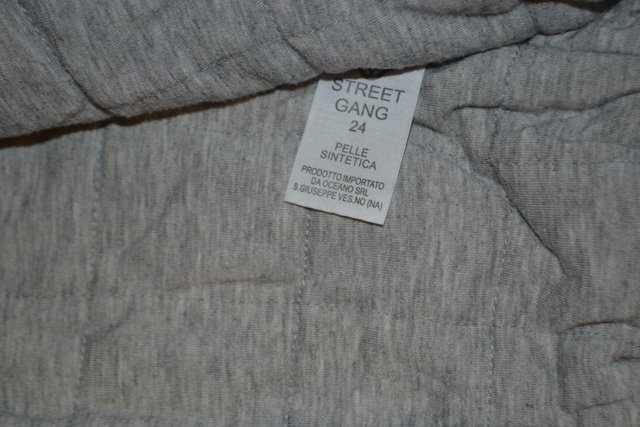 STREET
GANG
24
PELLE
SINTETICA
PRODOTTO IMPORTATO
DA OCEANO SRL
S.GIUSEPPE VES.NO (NA)